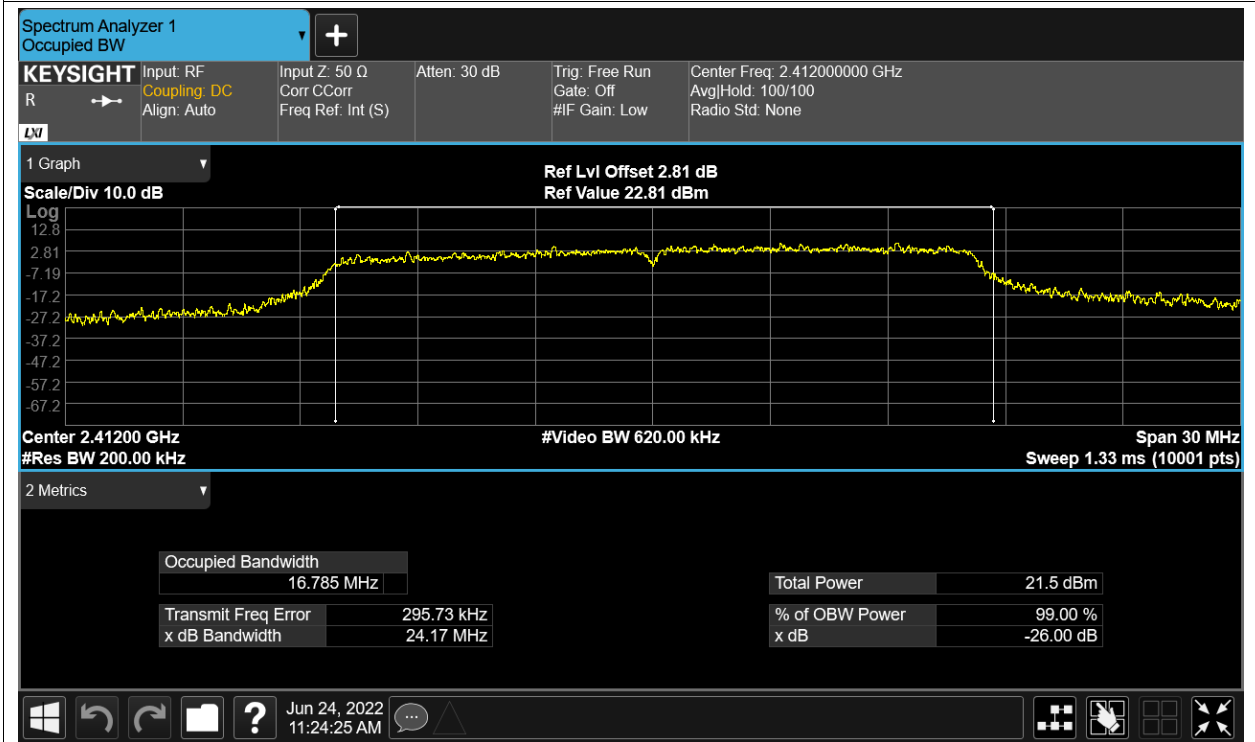 Spectrum Analyzer 1
Occupied BW
KEYSIGHT
R
LXI
Input: RF
Coupling: DC
Align: Auto
Input Z: 50 Ω
Corr CCorr
Freq Ref: Int (S)
Atten: 30 dB
Trig: Free Run
Gate: Off
#IF Gain: Low
Center Freq: 2.412000000 GHz
Avg|Hold: 100/100
Radio Std: None
1 Graph
Ref Lvl Offset 2.81 dB
Scale/Div 10.0 dB
Ref Value 22.81 dBm
Log
12.8
2.81
-7.19
-17.2
-27.2
-37.2
-47.2
-57.2
-67.2
Center 2.41200 GHz
#Video BW 620.00 kHz
Span 30 MHz
#Res BW 200.00 kHz
Sweep 1.33 ms (10001 pts)
2 Metrics
Occupied Bandwidth
16.785 MHz
Transmit Freq Error 295.73 kHz
x dB Bandwidth 24.17 MHz
Total Power 21.5 dBm
% of OBW Power 99.00 %
x dB -26.00 dB
?
Jun 24, 2022
11:24:25 AM